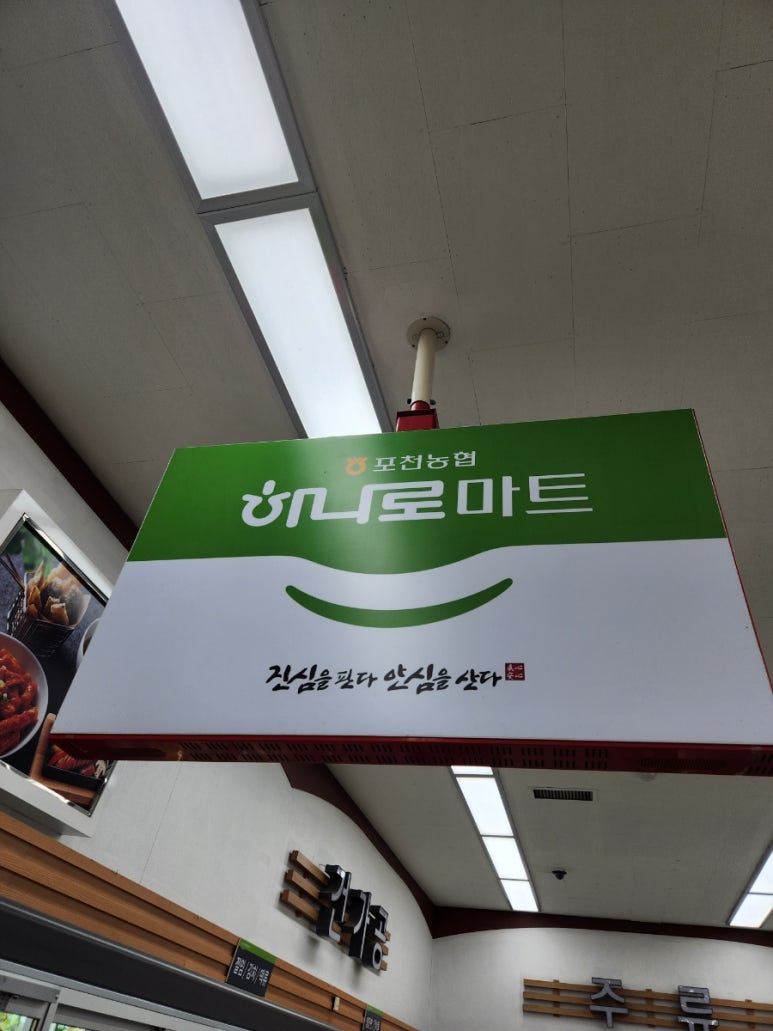 포천농협
하나로마트
진심을 판다 안심을 산다
주류